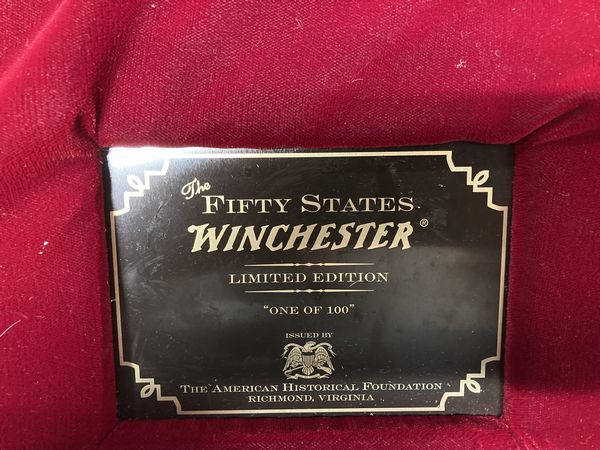 The
FIFTY STATES
WINCHESTER®
LIMITED EDITION
"ONE OF 100"
ISSUED BY
THE AMERICAN HISTORICAL FOUNDATION
RICHMOND, VIRGINIA